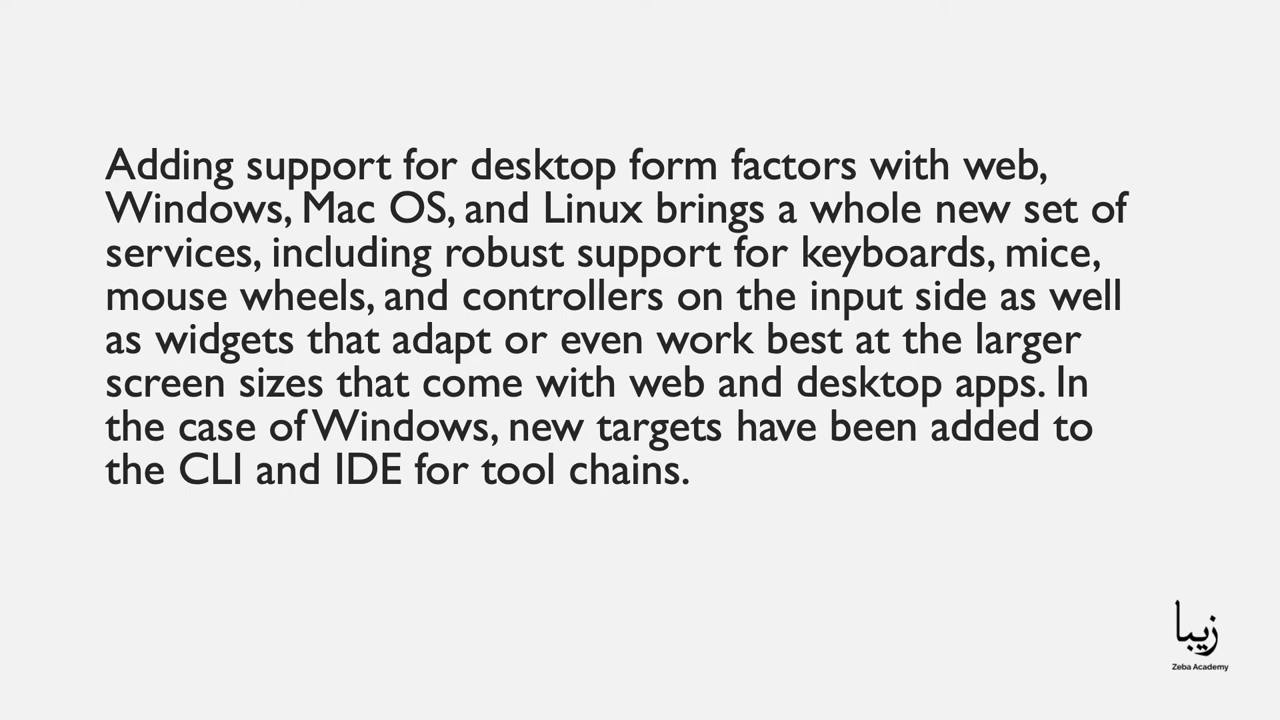 Adding support for desktop form factors with web,
Windows, Mac OS, and Linux brings a whole new set of
services, including robust support for keyboards, mice,
mouse wheels, and controllers on the input side as well
as widgets that adapt or even work best at the larger
screen sizes that come with web and desktop apps. In
the case of Windows, new targets have been added to
the CLI and IDE for tool chains.
زیبا
Zeba Academy